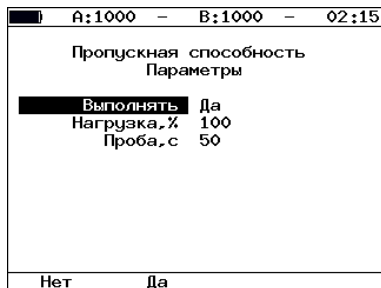 A:1000 – B:1000 – 02:15
Пропускная способность
Параметры
Выполнять Да
Нагрузка,% 100
Проба,с 50
Нет Да